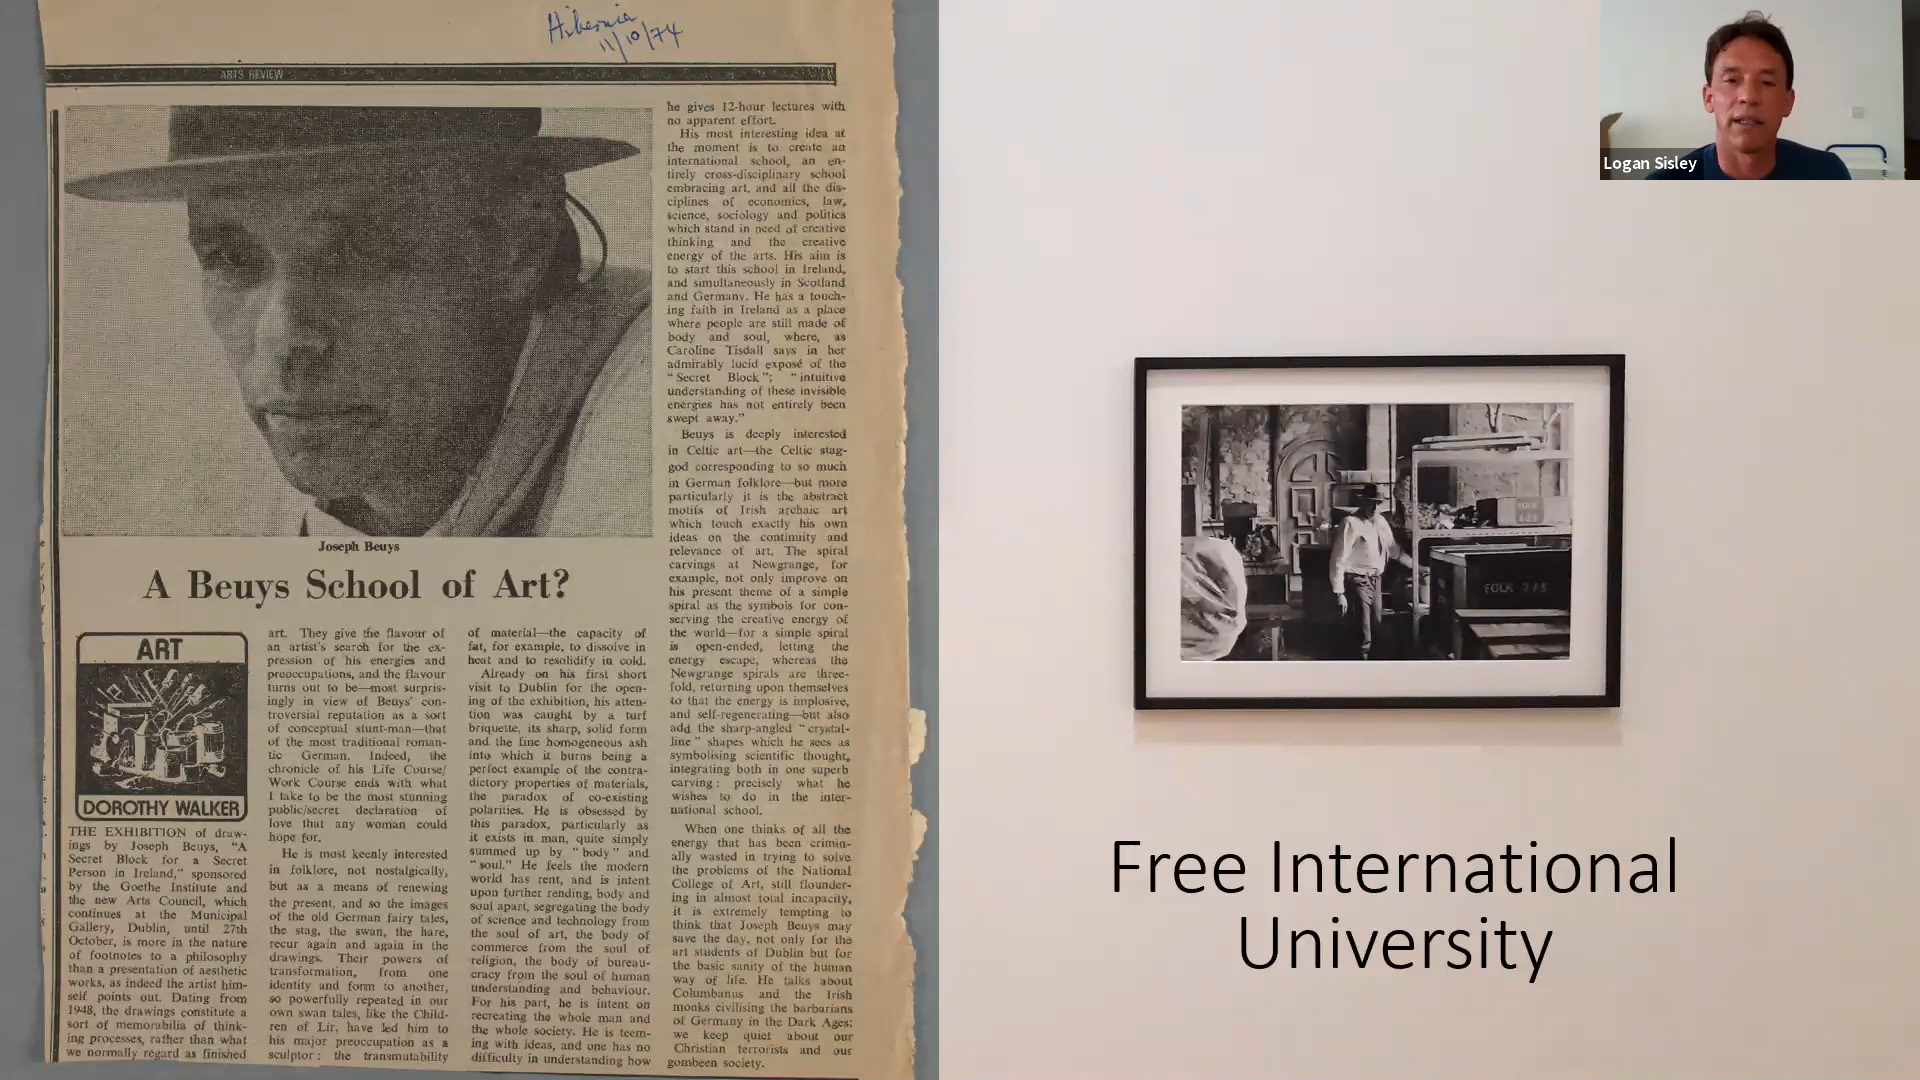 Hibernia
11/10/74
ARTS REVIEW
Joseph Beuys
A Beuys School of Art?
ART
DOROTHY WALKER
THE EXHIBITION of draw-
ings by Joseph Beuys, “A
Secret Block for a Secret
Person in Ireland,” sponsored
by the Goethe Institute and
the new Arts Council, which
continues at the Municipal
Gallery, Dublin, until 27th
October, is more in the nature
of footnotes to a philosophy
than a presentation of aesthetic
works, as indeed the artist him-
self points out. Dating from
1948, the drawings constitute a
sort of memorabilia of think-
ing processes, rather than what
we normally regard as finished
art. They give the flavour of
an artist's search for the ex-
pression of his energies and
preoccupations, and the flavour
turns out to be—most surpris-
ingly in view of Beuys' con-
troversial reputation as a sort
of conceptual stunt-man—that
of the most traditional roman-
tic German. Indeed, the
chronicle of his Life Course/
Work Course ends with what
I take to be the most stunning
public/secret declaration of
love that any woman could
hope for.
He is most keenly interested
in folklore, not nostalgically,
but as a means of renewing
the present, and so the images
of the old German fairy tales,
the stag, the swan, the hare,
recur again and again in the
drawings. Their powers of
transformation, from one
identity and form to another,
so powerfully repeated in our
own swan tales, like the Child-
ren of Lir, have led him to
his major preoccupation as a
sculptor: the transmutability
of material—the capacity of
fat, for example, to dissolve in
heat and to resolidify in cold.
Already on his first short
visit to Dublin for the open-
ing of the exhibition, his atten-
tion was caught by a turf
briquette, its sharp, solid form
and the fine homogeneous ash
into which it burns being a
perfect example of the contra-
dictory properties of materials,
the paradox of co-existing
polarities. He is obsessed by
this paradox, particularly as
it exists in man, quite simply
summed up by “body” and
“soul.” He feels the modern
world has rent, and is intent
upon further rending, body and
soul apart, segregating the body
of science and technology from
the soul of art, the body of
commerce from the soul of
religion, the body of bureau-
cracy from the soul of human
understanding and behaviour.
For his part, he is intent on
recreating the whole man and
the whole society. He is teem-
ing with ideas, and one has no
difficulty in understanding how
he gives 12-hour lectures with
no apparent effort.
His most interesting idea at
the moment is to create an
international school, an en-
tirely cross-disciplinary school
embracing art, and all the dis-
ciplines of economics, law,
science, sociology and politics
which stand in need of creative
thinking and the creative
energy of the arts. His aim is
to start this school in Ireland,
and simultaneously in Scotland
and Germany. He has a touch-
ing faith in Ireland as a place
where people are still made of
body and soul, where, as
Caroline Tisdall says in her
admirably lucid exposé of the
“Secret Block”; “intuitive
understanding of these invisible
energies has not entirely been
swept away.”
Beuys is deeply interested
in Celtic art—the Celtic stag-
god corresponding to so much
in German folklore—but more
particularly it is the abstract
motifs of Irish archaic art
which touch exactly his own
ideas on the continuity and
relevance of art. The spiral
carvings at Newgrange, for
example, not only improve on
his present theme of a simple
spiral as the symbols for con-
serving the creative energy of
the world—for a simple spiral
is open-ended, letting the
energy escape, whereas the
Newgrange spirals are three-
fold, returning upon themselves
to that the energy is implosive,
and self-regenerating—but also
add the sharp-angled “crystal-
line” shapes which he sees as
symbolising scientific thought,
integrating both in one superb
carving: precisely what he
wishes to do in the inter-
national school.
When one thinks of all the
energy that has been crimin-
ally wasted in trying to solve
the problems of the National
College of Art, still flounder-
ing in almost total incapacity,
it is extremely tempting to
think that Joseph Beuys may
save the day, not only for the
art students of Dublin but for
the basic sanity of the human
way of life. He talks about
Columbanus and the Irish
monks civilising the barbarians
of Germany in the Dark Ages;
we keep quiet about our
Christian terrorists and our
gombeen society.
Logan Sisley
FOLK
Free International
University